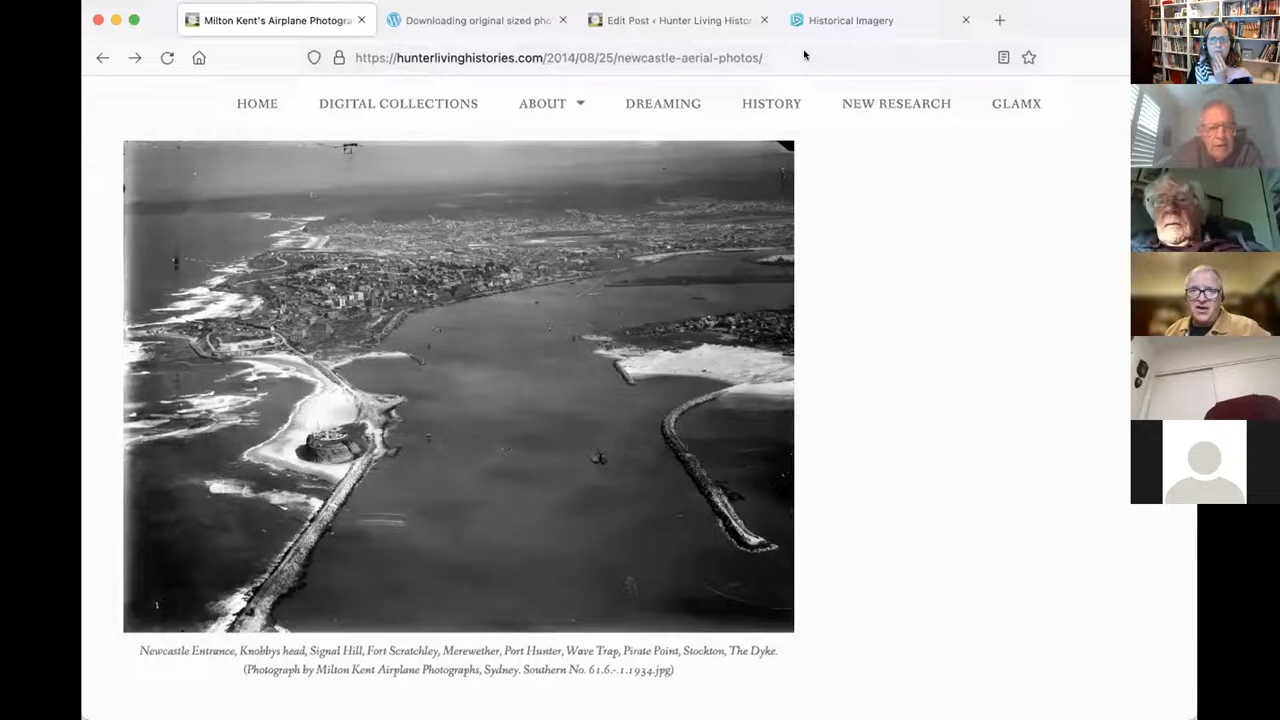 Milton Kent's Airplane Photogra
Downloading original sized pho
Edit Post ‹ Hunter Living Histor
Historical Imagery
https://hunterlivinghistories.com/2014/08/25/newcastle-aerial-photos/
HOME DIGITAL COLLECTIONS ABOUT DREAMING HISTORY NEW RESEARCH GLAMX
Newcastle Entrance, Knobbys head, Signal Hill, Fort Scratchley, Merewether, Port Hunter, Wave Trap, Pirate Point, Stockton, The Dyke.
(Photograph by Milton Kent Airplane Photographs, Sydney. Southern No. 61.6.-.1.1934.jpg)